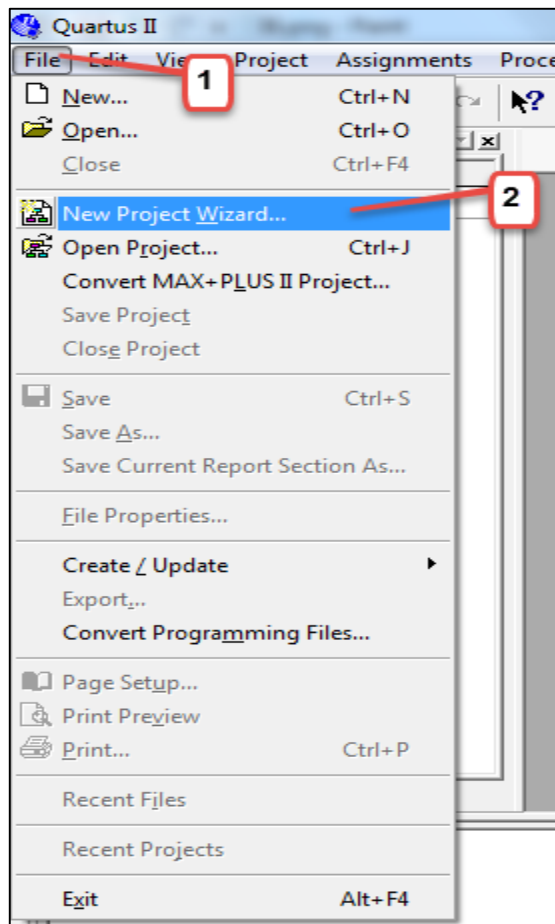 Quartus II
File Edit View Project Assignments Proce
1
New... Ctrl+N
Open... Ctrl+O
Close Ctrl+F4
2
New Project Wizard...
Open Project... Ctrl+J
Convert MAX+PLUS II Project...
Save Project
Close Project
Save Ctrl+S
Save As...
Save Current Report Section As...
File Properties...
Create / Update
Export...
Convert Programming Files...
Page Setup...
Print Preview
Print... Ctrl+P
Recent Files
Recent Projects
Exit Alt+F4